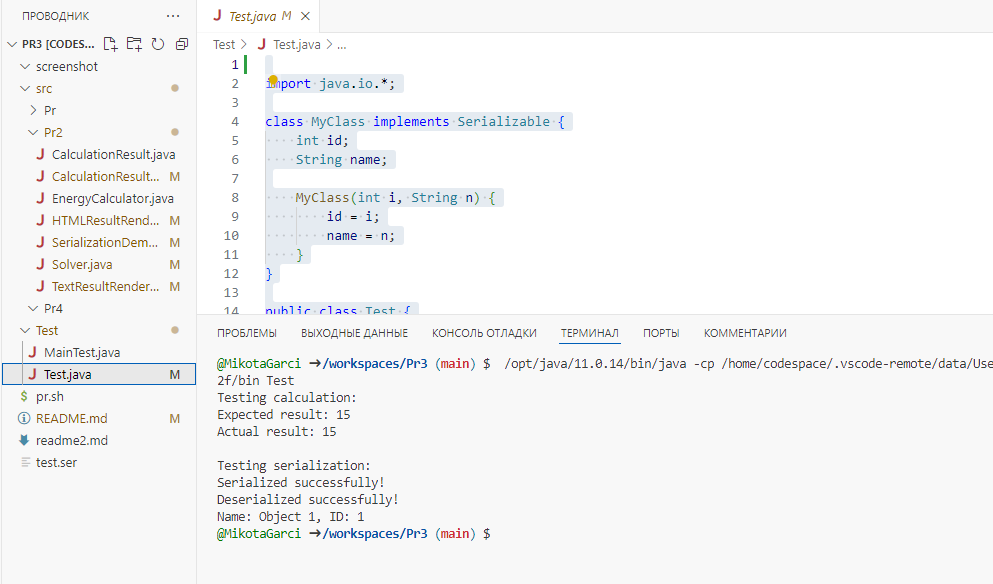 ПРОВОДНИК ···
PR3 [CODES...
screenshot
src
Pr
Pr2
J CalculationResult.java
J CalculationResult... M
J EnergyCalculator.java
J HTMLResultRend... M
J SerializationDem... M
J Solver.java M
J TextResultRender... M
Pr4
Test
J MainTest.java
J Test.java M
$ pr.sh
README.md M
readme2.md
test.ser
J Test.java M ×
Test > J Test.java > ...
1
2 import java.io.*;
3
4 class MyClass implements Serializable {
5 int id;
6 String name;
7
8 MyClass(int i, String n) {
9 id = i;
10 name = n;
11 }
12 }
13
14 public class Test {
ПРОБЛЕМЫ ВЫХОДНЫЕ ДАННЫЕ КОНСОЛЬ ОТЛАДКИ ТЕРМИНАЛ ПОРТЫ КОММЕНТАРИИ
@MikotaGarci ➜/workspaces/Pr3 (main) $ /opt/java/11.0.14/bin/java -cp /home/codespace/.vscode-remote/data/Use
2f/bin Test
Testing calculation:
Expected result: 15
Actual result: 15
Testing serialization:
Serialized successfully!
Deserialized successfully!
Name: Object 1, ID: 1
@MikotaGarci ➜/workspaces/Pr3 (main) $